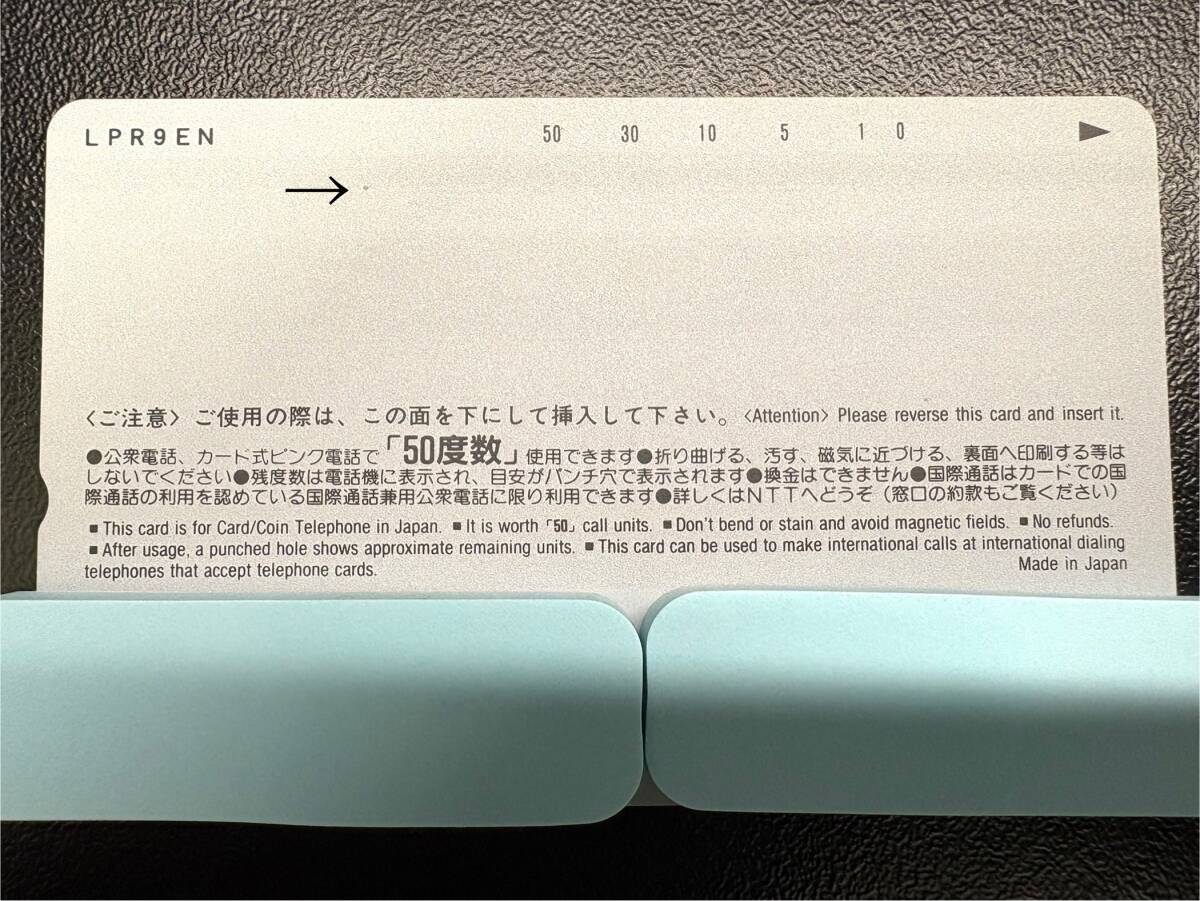 LPR9EN 50 30 10 5 1 0
〈ご注意〉ご使用の際は、この面を下にして挿入して下さい。〈Attention〉Please reverse this card and insert it.
●公衆電話、カード式ピンク電話で「50度数」使用できます●折り曲げる、汚す、磁気に近づける、裏面へ印刷する等は
しないでください●残度数は電話機に表示され、目安がパンチ穴で表示されます●換金はできません●国際通話はカードでの国
際通話の利用を認めている国際通話兼用公衆電話に限り利用できます●詳しくはNTTへどうぞ（窓口の約款もご覧ください）
■ This card is for Card/Coin Telephone in Japan. ■ It is worth「50」call units. ■ Don't bend or stain and avoid magnetic fields. ■ No refunds.
■ After usage, a punched hole shows approximate remaining units. ■ This card can be used to make international calls at international dialing
telephones that accept telephone cards. Made in Japan